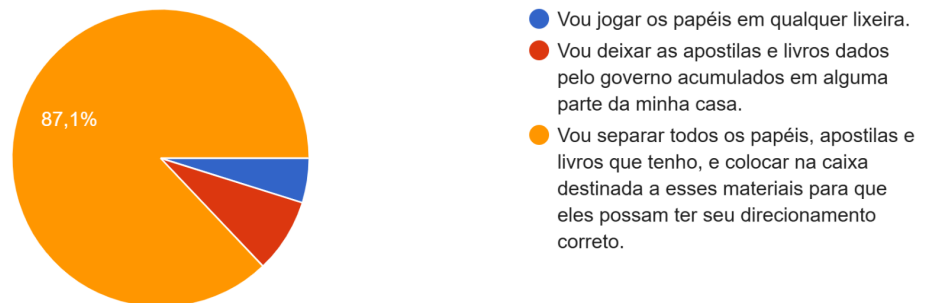 87,1%
Vou jogar os papéis em qualquer lixeira.
Vou deixar as apostilas e livros dados
pelo governo acumulados em alguma
parte da minha casa.
Vou separar todos os papéis, apostilas e
livros que tenho, e colocar na caixa
destinada a esses materiais para que
eles possam ter seu direcionamento
correto.